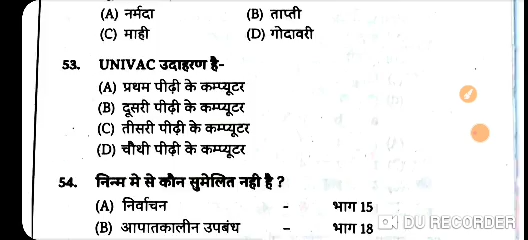 (A) नर्मदा (B) ताप्ती
(C) माही (D) गोदावरी
53. UNIVAC उदाहरण है-
(A) प्रथम पीढ़ी के कम्प्यूटर
(B) दूसरी पीढ़ी के कम्प्यूटर
(C) तीसरी पीढ़ी के कम्प्यूटर
(D) चौथी पीढ़ी के कम्प्यूटर
54. निन्म मे से कौन सुमेलित नही है ?
(A) निर्वाचन - भाग 15
(B) आपातकालीन उपबंध - भाग 18
DU RECORDER